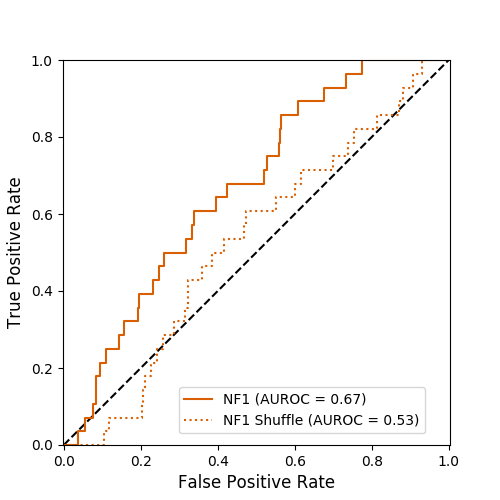 1.0
0.8
0.6
0.4
0.2
0.0
True Positive Rate
NF1 (AUROC = 0.67)
NF1 Shuffle (AUROC = 0.53)
0.0 0.2 0.4 0.6 0.8 1.0
False Positive Rate